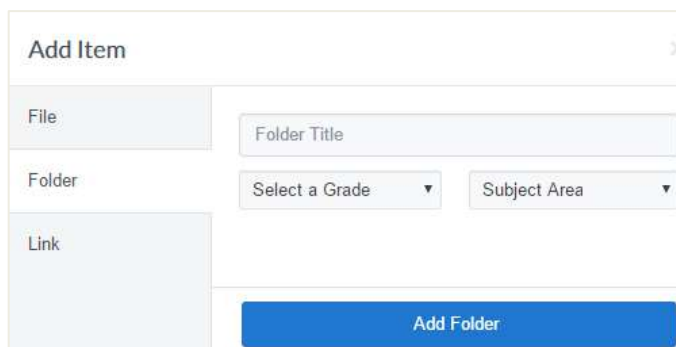 Add Item
File
Folder Title
Folder
Select a Grade Subject Area
Link
Add Folder